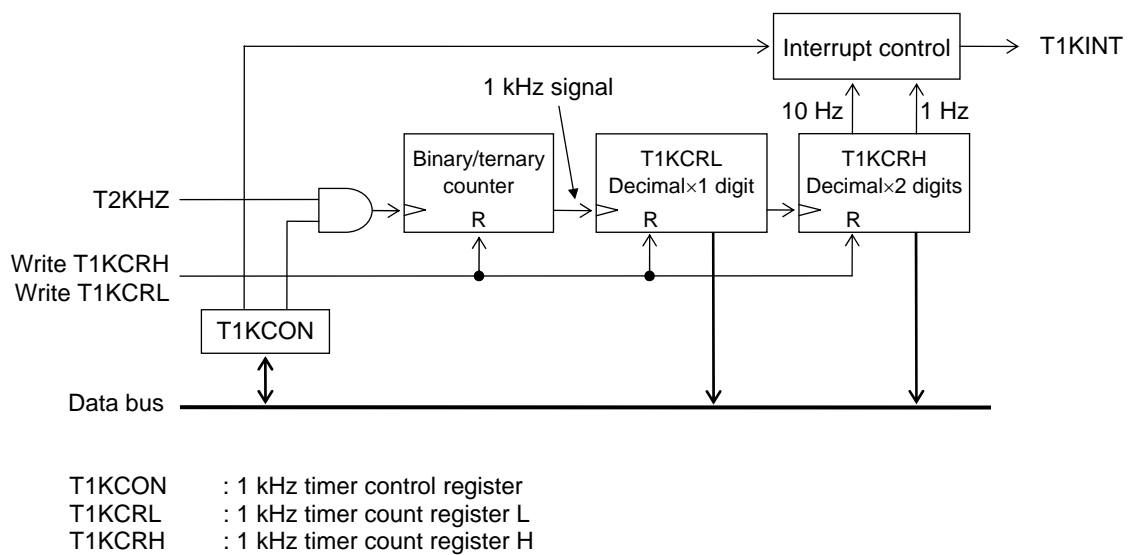 Interrupt control
T1KINT
1 kHz signal
10 Hz
1 Hz
Binary/ternary
counter
R
T1KCRL
Decimal×1 digit
R
T1KCRH
Decimal×2 digits
R
T2KHZ
Write T1KCRH
Write T1KCRL
T1KCON
Data bus
T1KCON : 1 kHz timer control register
T1KCRL : 1 kHz timer count register L
T1KCRH : 1 kHz timer count register H